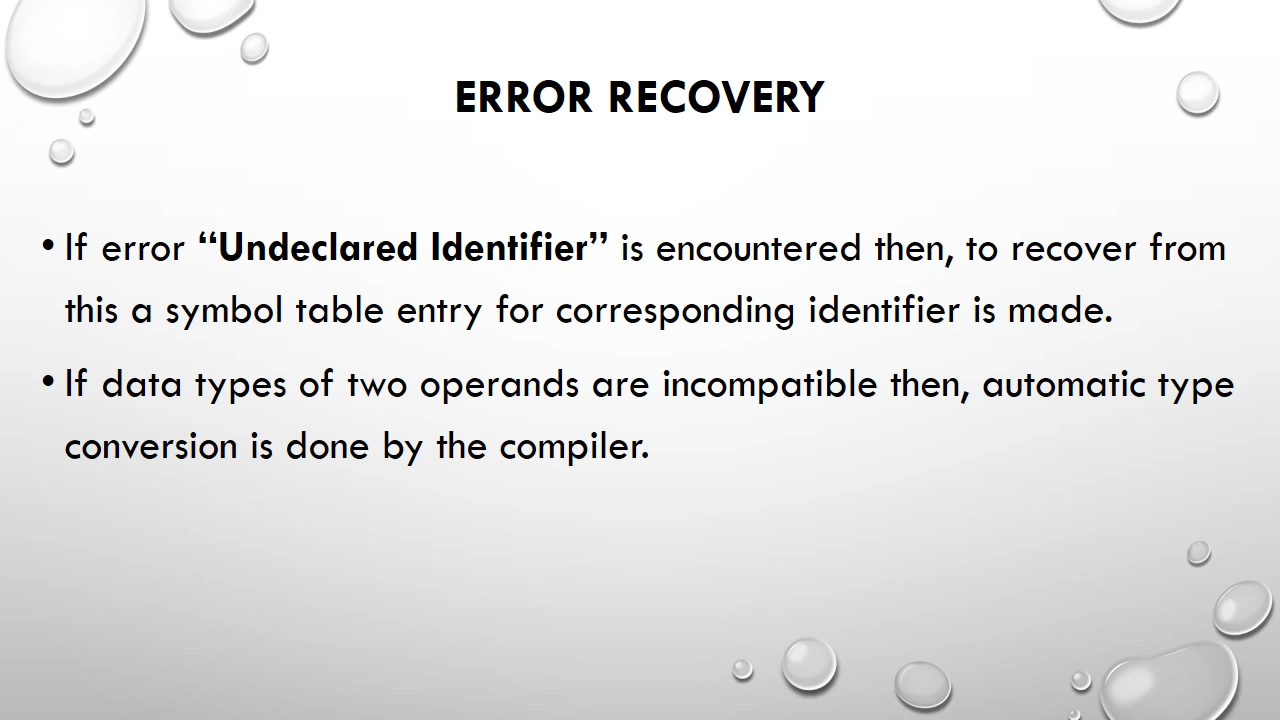 ERROR RECOVERY
• If error “Undeclared Identifier” is encountered then, to recover from
this a symbol table entry for corresponding identifier is made.
• If data types of two operands are incompatible then, automatic type
conversion is done by the compiler.